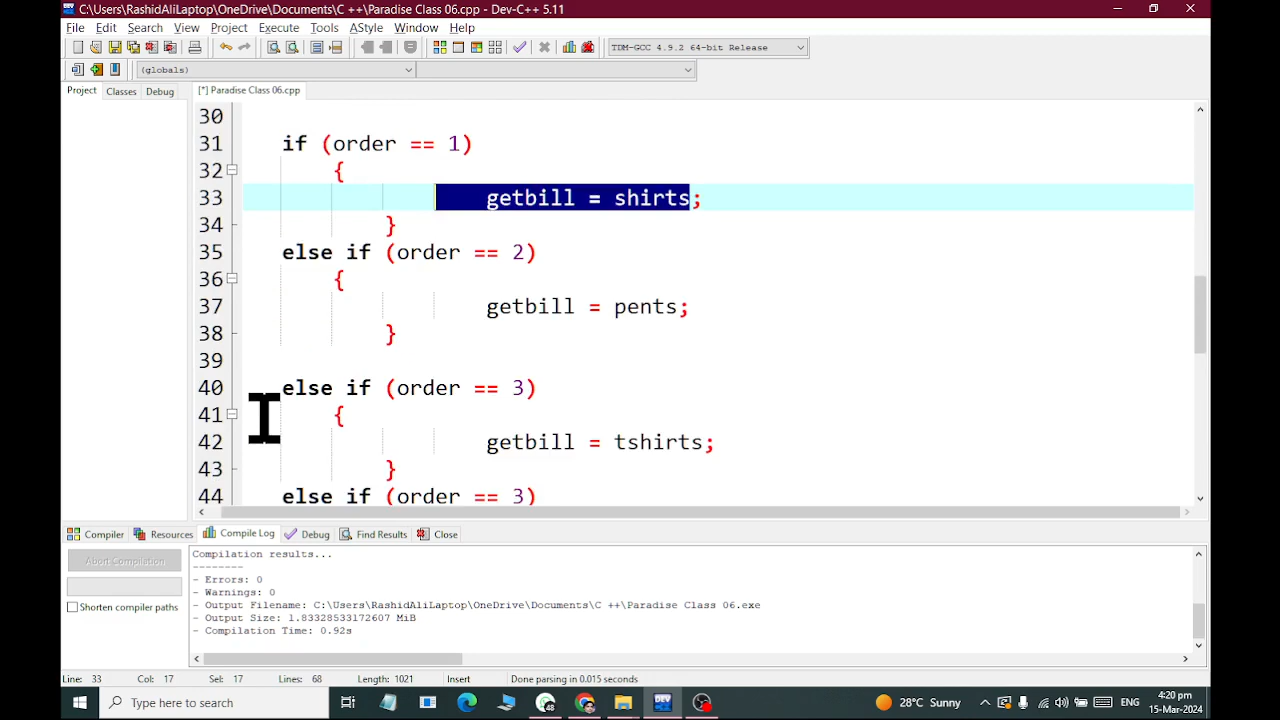 C:\Users\RashidAliLaptop\OneDrive\Documents\C ++\Paradise Class 06.cpp - Dev-C++ 5.11
File Edit Search View Project Execute Tools AStyle Window Help
TDM-GCC 4.9.2 64-bit Release
(globals)
Project Classes Debug [*] Paradise Class 06.cpp
30
31 if (order == 1)
32 {
33 getbill = shirts;
34 }
35 else if (order == 2)
36 {
37 getbill = pents;
38 }
39
40 else if (order == 3)
41 {
42 getbill = tshirts;
43 }
44 else if (order == 3)
Compiler Resources Compile Log Debug Find Results Close
Abort Compilation
Shorten compiler paths
Compilation results...
--------
- Errors: 0
- Warnings: 0
- Output Filename: C:\Users\RashidAliLaptop\OneDrive\Documents\C ++\Paradise Class 06.exe
- Output Size: 1.83328533172607 MiB
- Compilation Time: 0.92s
Line: 33 Col: 17 Sel: 17 Lines: 68 Length: 1021 Insert Done parsing in 0.015 seconds
Type here to search
28°C Sunny
ENG
4:20 pm
15-Mar-2024